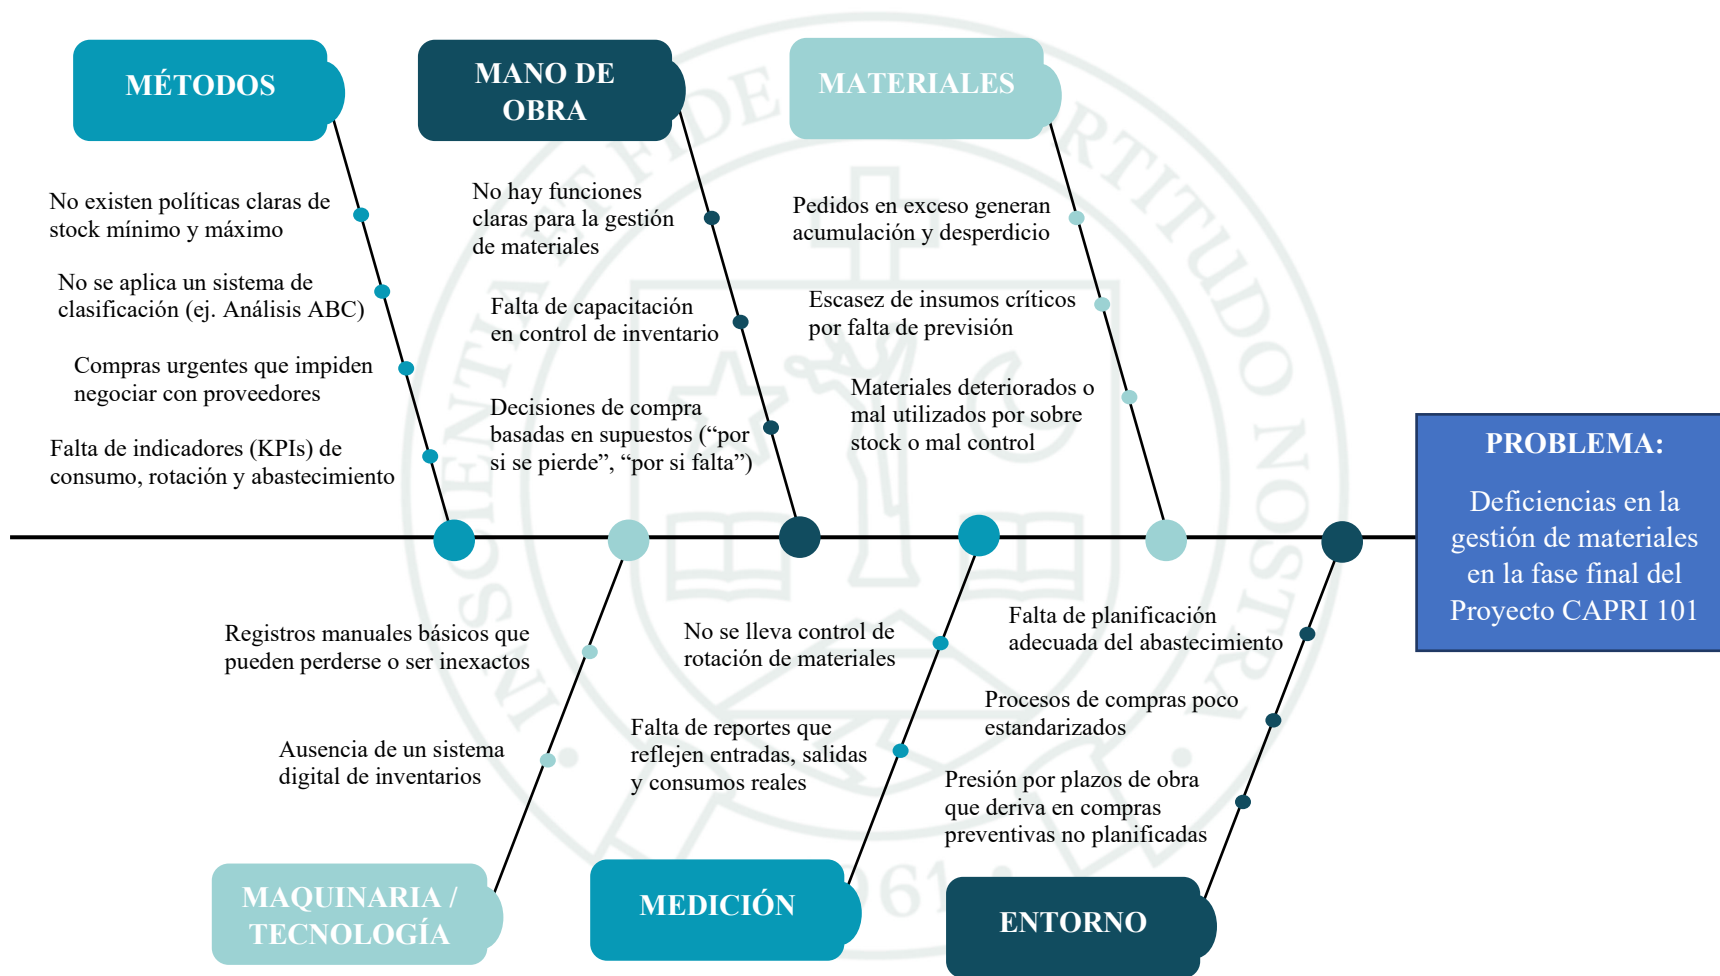 MÉTODOS
No existen políticas claras de
stock mínimo y máximo
No se aplica un sistema de
clasificación (ej. Análisis ABC)
Compras urgentes que impiden
negociar con proveedores
Falta de indicadores (KPIs) de
consumo, rotación y abastecimiento
MANO DE
OBRA
No hay funciones
claras para la gestión
de materiales
Falta de capacitación
en control de inventario
Decisiones de compra
basadas en supuestos (“por
si se pierde”, “por si falta”)
MATERIALES
Pedidos en exceso generan
acumulación y desperdicio
Escasez de insumos críticos
por falta de previsión
Materiales deteriorados o
mal utilizados por sobre
stock o mal control
PROBLEMA:
Deficiencias en la
gestión de materiales
en la fase final del
Proyecto CAPRI 101
Registros manuales básicos que
pueden perderse o ser inexactos
Ausencia de un sistema
digital de inventarios
MAQUINARIA /
TECNOLOGÍA
No se lleva control de
rotación de materiales
Falta de reportes que
reflejen entradas, salidas
y consumos reales
MEDICIÓN
Falta de planificación
adecuada del abastecimiento
Procesos de compras poco
estandarizados
Presión por plazos de obra
que deriva en compras
preventivas no planificadas
ENTORNO
IN SCIENTIA ET FIDE
FORTITUDO NOSTRA